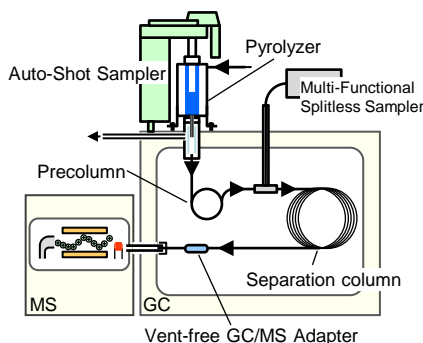 Pyrolyzer
Auto-Shot Sampler
Multi-Functional
Splitless Sampler
Precolumn
Separation column
MS
GC
Vent-free GC/MS Adapter